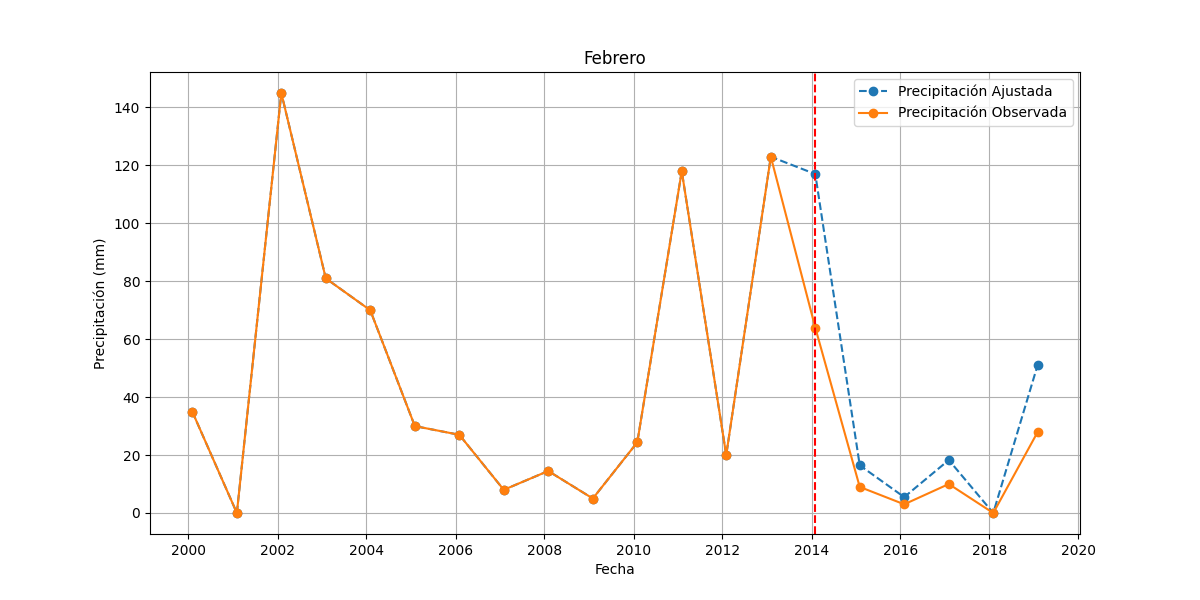 Febrero
Precipitación Ajustada
Precipitación Observada
Precipitación (mm)
140
120
100
80
60
40
20
0
2000 2002 2004 2006 2008 2010 2012 2014 2016 2018 2020
Fecha